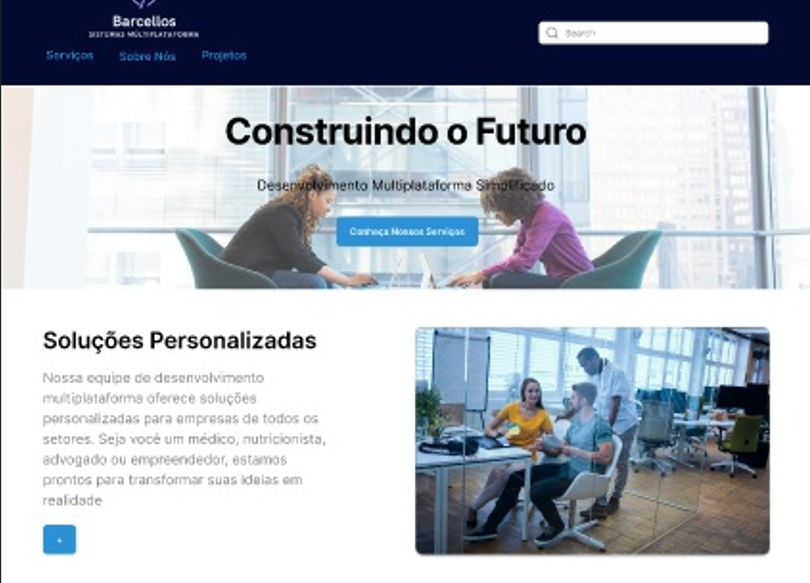 Barcellos
SISTEMAS MULTIPLATAFORMA
Serviços Sobre Nós Projetos
Search
Construindo o Futuro
Desenvolvimento Multiplataforma Simplificado
Conheça Nossos Serviços
Soluções Personalizadas
Nossa equipe de desenvolvimento
multiplataforma oferece soluções
personalizadas para empresas de todos os
setores. Seja você um médico, nutricionista,
advogado ou empreendedor, estamos
prontos para transformar suas ideias em
realidade
+